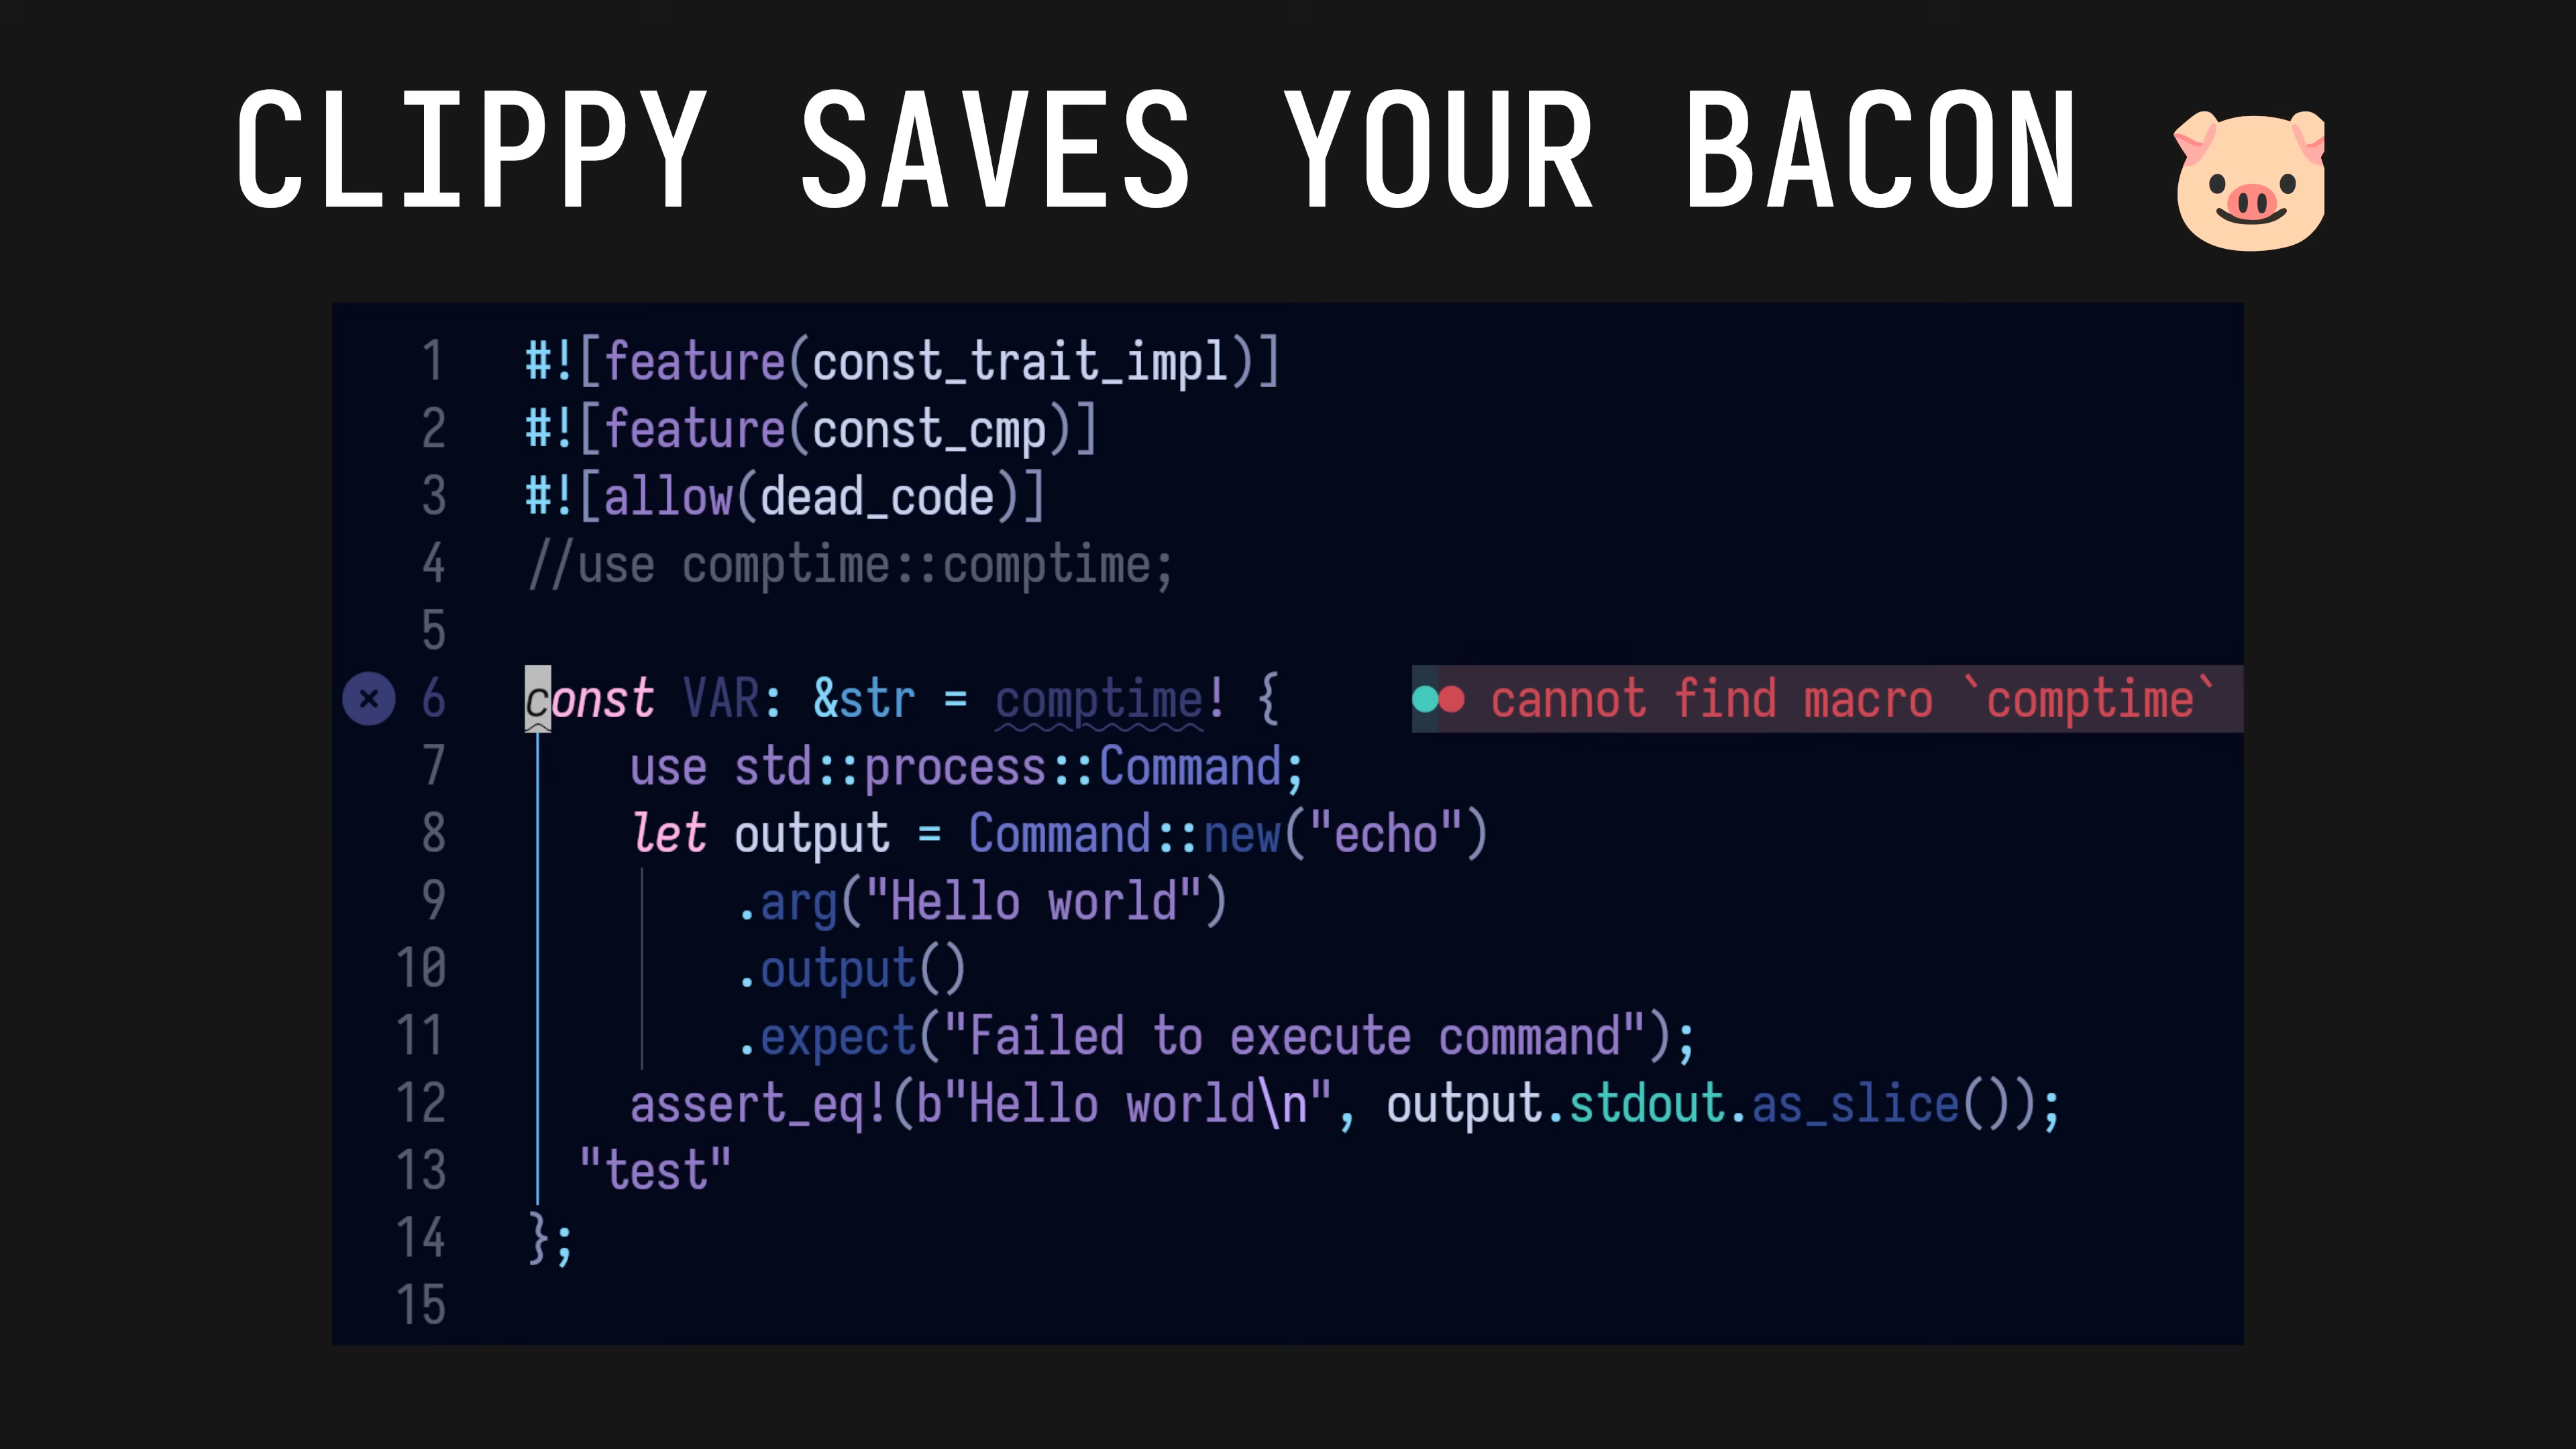 CLIPPY SAVES YOUR BACON 🐷
1 #![feature(const_trait_impl)]
2 #![feature(const_cmp)]
3 #![allow(dead_code)]
4 //use comptime::comptime;
5
6 const VAR: &str = comptime! { cannot find macro `comptime`
7     use std::process::Command;
8     let output = Command::new("echo")
9         .arg("Hello world")
10         .output()
11         .expect("Failed to execute command");
12     assert_eq!(b"Hello world\n", output.stdout.as_slice());
13   "test"
14 };
15